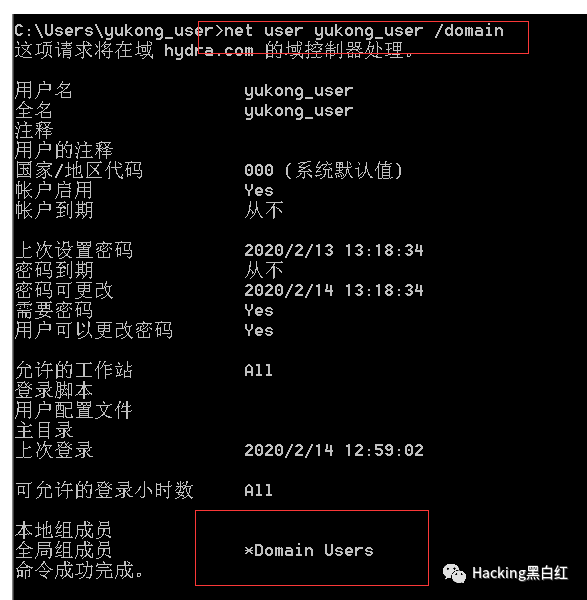 C:\Users\yukong_user>net user yukong_user /domain
这项请求将在域 hydra.com 的域控制器处理。
用户名 yukong_user
全名 yukong_user
注释
用户的注释
国家/地区代码 000 (系统默认值)
帐户启用 Yes
帐户到期 从不
上次设置密码 2020/2/13 13:18:34
密码到期 从不
密码可更改 2020/2/14 13:18:34
需要密码 Yes
用户可以更改密码 Yes
允许的工作站 All
登录脚本
用户配置文件
主目录
上次登录 2020/2/14 12:59:02
可允许的登录小时数 All
本地组成员
全局组成员 *Domain Users
命令成功完成。
Hacking黑白红